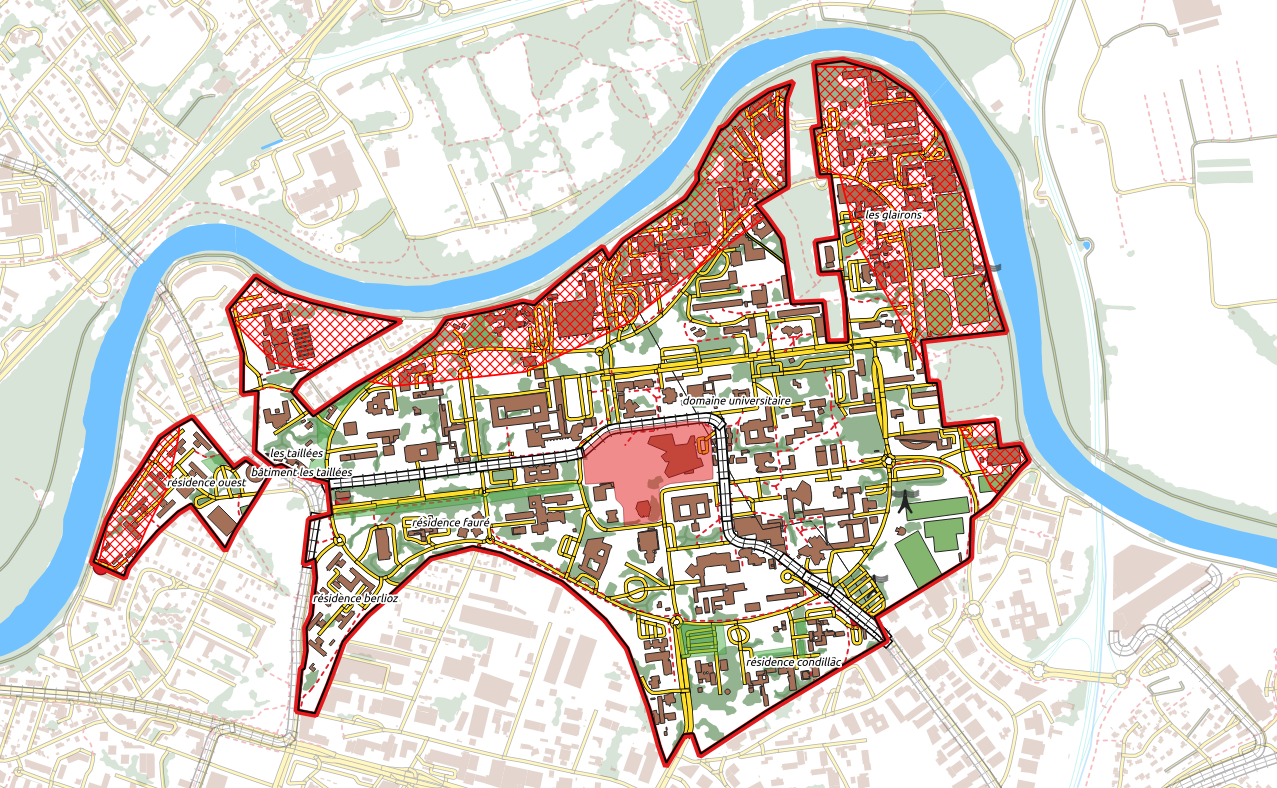 les glairons
domaine universitaire
les taillées
bâtiment les taillées
résidence ouest
résidence fauré
résidence berlioz
résidence condillac